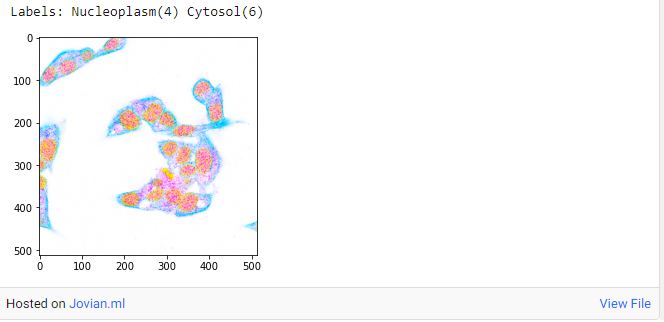 Labels: Nucleoplasm(4) Cytosol(6)
0
100
200
300
400
500
0 100 200 300 400 500
Hosted on Jovian.ml View File